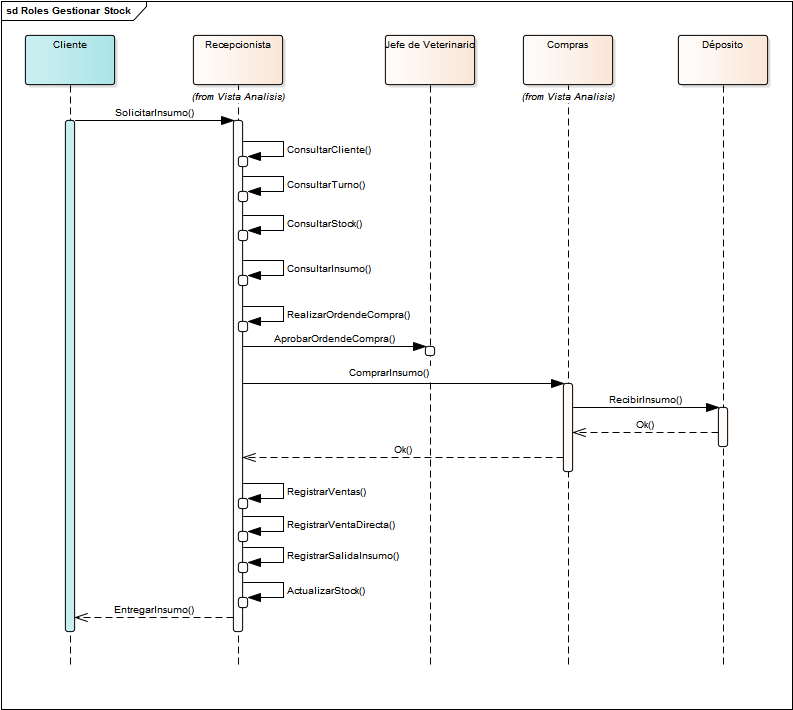 sd Roles Gestionar Stock
Cliente
Recepcionista
Jefe de Veterinario
Compras
Déposito
(from Vista Analisis)
(from Vista Analisis)
SolicitarInsumo()
ConsultarCliente()
ConsultarTurno()
ConsultarStock()
ConsultarInsumo()
RealizarOrdendeCompra()
AprobarOrdendeCompra()
ComprarInsumo()
RecibirInsumo()
Ok()
Ok()
RegistrarVentas()
RegistrarVentaDirecta()
RegistrarSalidaInsumo()
ActualizarStock()
EntregarInsumo()